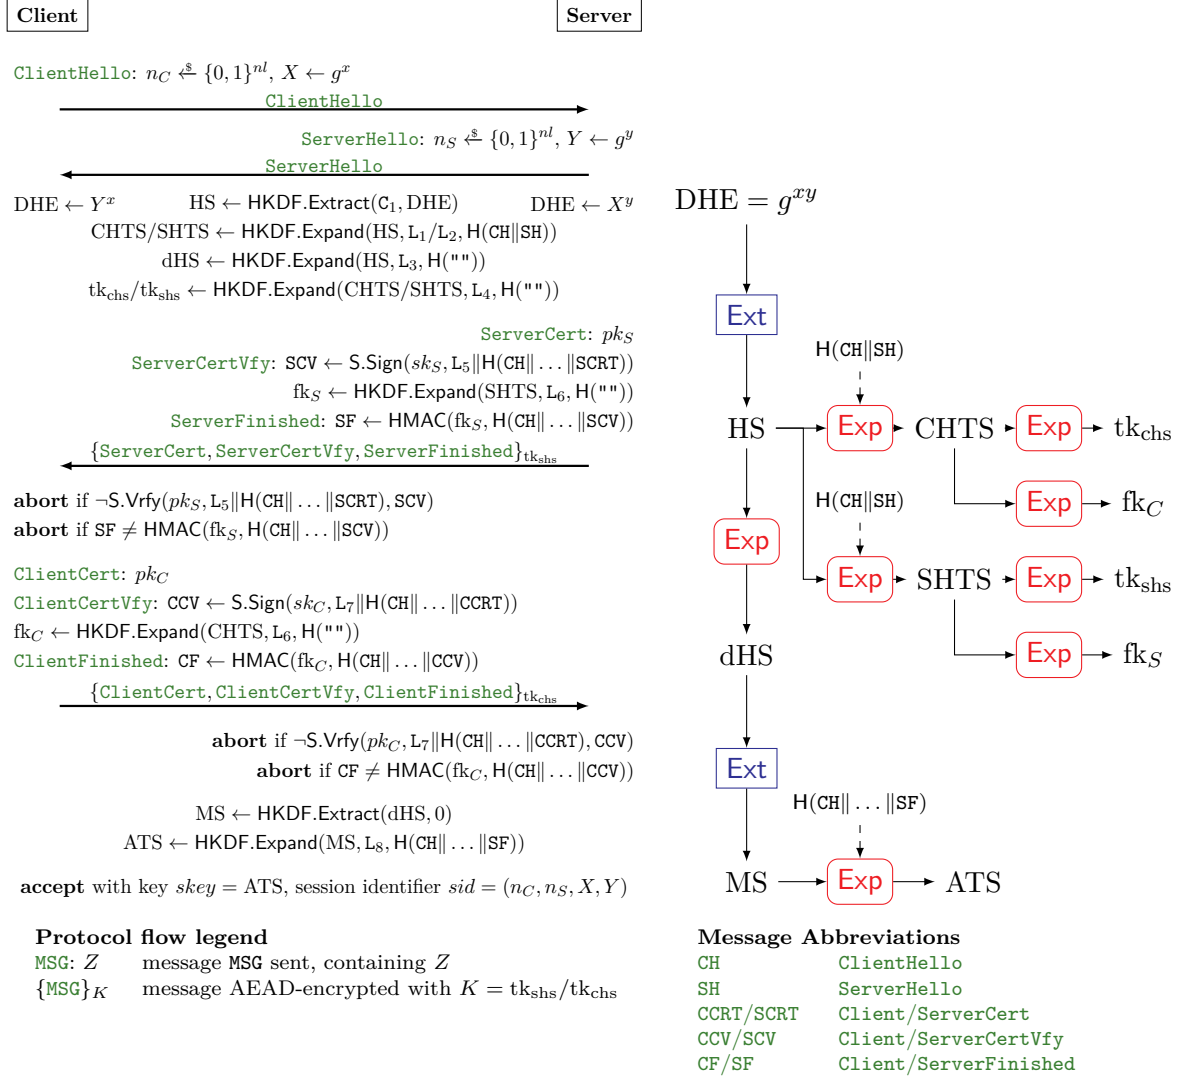 Client Server
ClientHello: n_C ←$ {0, 1}^{nl}, X ← g^x
ClientHello
ServerHello: n_S ←$ {0, 1}^{nl}, Y ← g^y
ServerHello
DHE ← Y^x HS ← HKDF.Extract(C_1, DHE) DHE ← X^y
CHTS/SHTS ← HKDF.Expand(HS, L_1/L_2, H(CH‖SH))
dHS ← HKDF.Expand(HS, L_3, H(""))
tk_chs/tk_shs ← HKDF.Expand(CHTS/SHTS, L_4, H(""))
ServerCert: pk_S
ServerCertVfy: SCV ← S.Sign(sk_S, L_5‖H(CH‖...‖SCRT))
fk_S ← HKDF.Expand(SHTS, L_6, H(""))
ServerFinished: SF ← HMAC(fk_S, H(CH‖...‖SCV))
{ServerCert, ServerCertVfy, ServerFinished}_tk_shs
abort if ¬S.Vrfy(pk_S, L_5‖H(CH‖...‖SCRT), SCV)
abort if SF ≠ HMAC(fk_S, H(CH‖...‖SCV))
ClientCert: pk_C
ClientCertVfy: CCV ← S.Sign(sk_C, L_7‖H(CH‖...‖CCRT))
fk_C ← HKDF.Expand(CHTS, L_6, H(""))
ClientFinished: CF ← HMAC(fk_C, H(CH‖...‖CCV))
{ClientCert, ClientCertVfy, ClientFinished}_tk_chs
abort if ¬S.Vrfy(pk_C, L_7‖H(CH‖...‖CCRT), CCV)
abort if CF ≠ HMAC(fk_C, H(CH‖...‖CCV))
MS ← HKDF.Extract(dHS, 0)
ATS ← HKDF.Expand(MS, L_8, H(CH‖...‖SF))
accept with key skey = ATS, session identifier sid = (n_C, n_S, X, Y)
Protocol flow legend
MSG: Z message MSG sent, containing Z
{MSG}_K message AEAD-encrypted with K = tk_shs/tk_chs
DHE = g^{xy}
Ext
H(CH‖SH)
HS Exp CHTS Exp tk_chs
H(CH‖SH)
Exp fk_C
Exp
Exp SHTS Exp tk_shs
dHS
Exp fk_S
Ext
H(CH‖...‖SF)
MS Exp ATS
Message Abbreviations
CH ClientHello
SH ServerHello
CCRT/SCRT Client/ServerCert
CCV/SCV Client/ServerCertVfy
CF/SF Client/ServerFinished